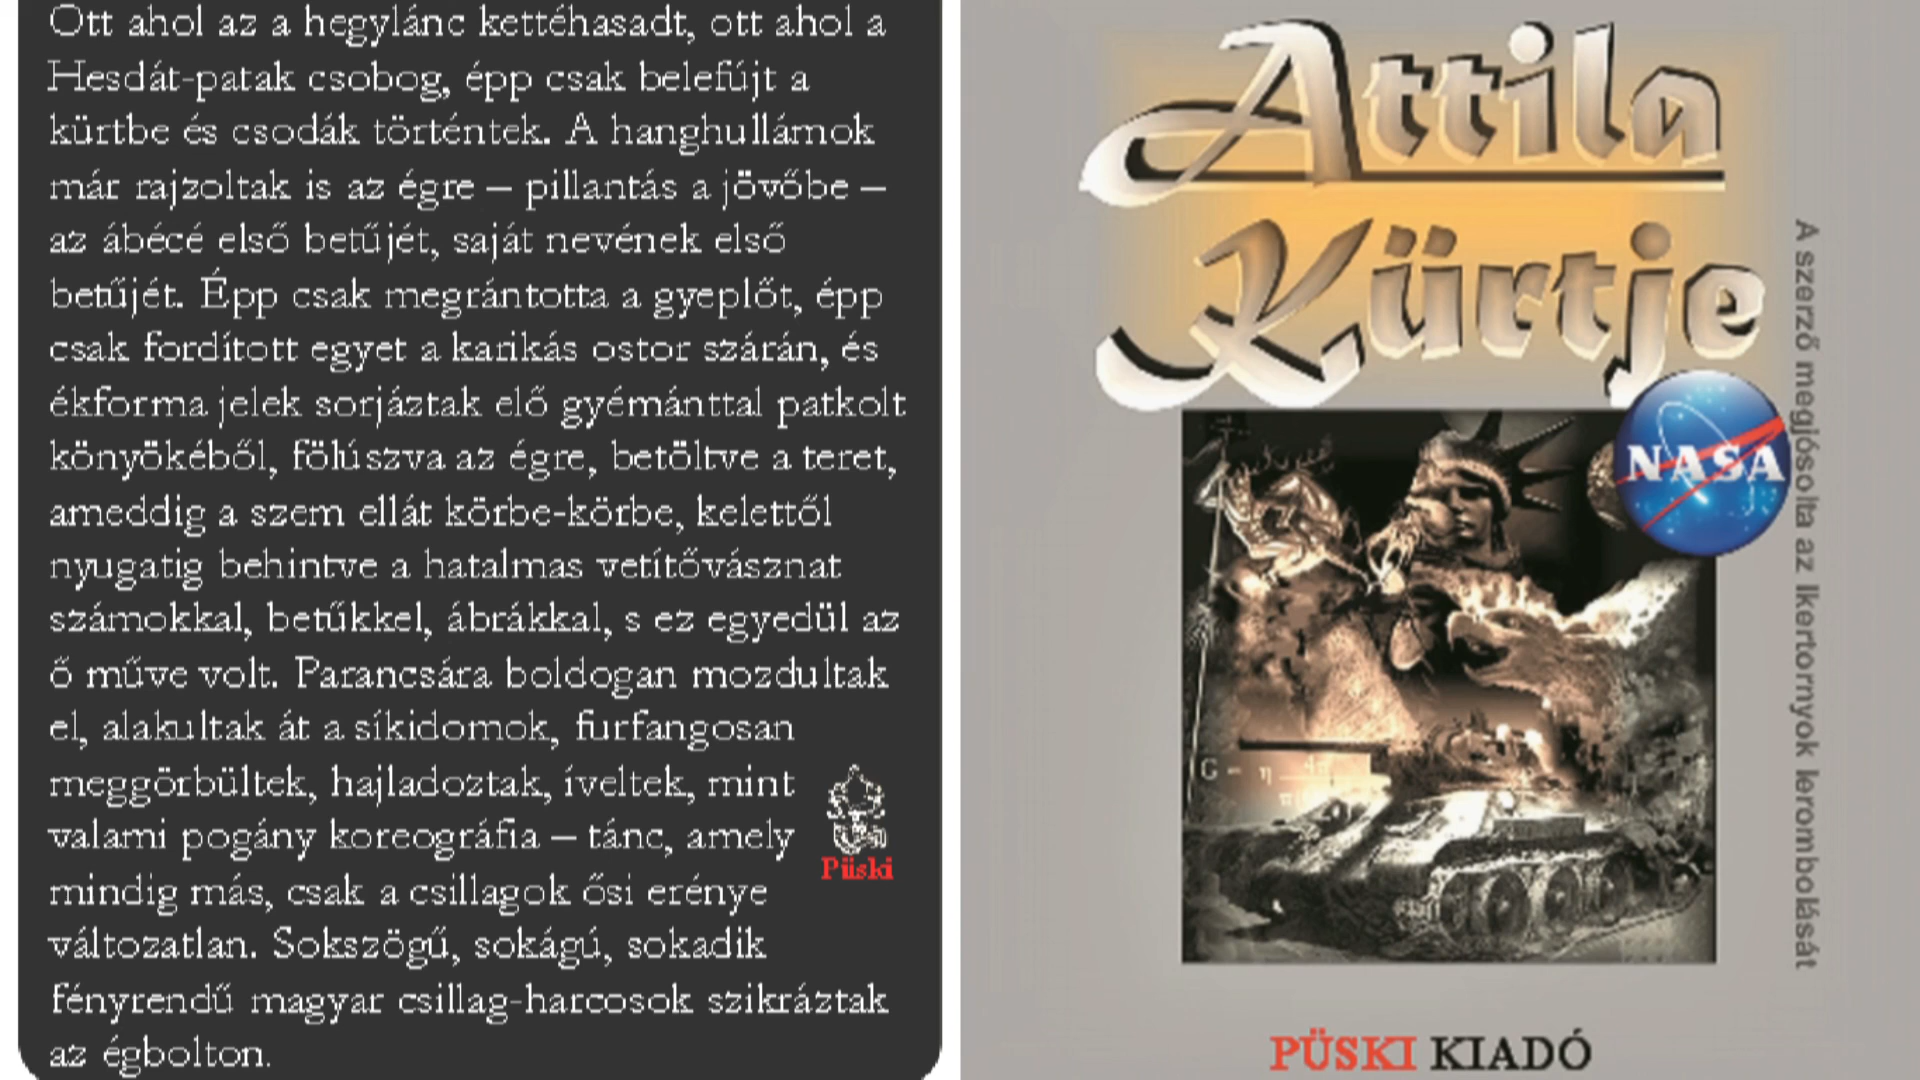 Ott ahol az a hegylánc kettéhasadt, ott ahol a
Hesdát-patak csobog, épp csak belefújt a
kürtbe és csodák történtek. A hanghullámok
már rajzoltak is az égre – pillantás a jövőbe –
az ábécé első betűjét, saját nevének első
betűjét. Épp csak megrántotta a gyeplőt, épp
csak fordított egyet a karikás ostor szárán, és
ékforma jelek sorjáztak elő gyémánttal patkolt
könyökéből, fölúszva az égre, betöltve a teret,
ameddig a szem ellát körbe-körbe, kelettől
nyugatig behintve a hatalmas vetítővásznat
számokkal, betűkkel, ábrákkal, s ez egyedül az
ő műve volt. Parancsára boldogan mozdultak
el, alakultak át a síkidomok, furfangosan
meggörbültek, hajladoztak, íveltek, mint
valami pogány koreográfia – tánc, amely
mindig más, csak a csillagok ősi erénye
változatlan. Sokszögű, sokágú, sokadik
fényrendű magyar csillag-harcosok szikráztak
az égbolton.
Püski
Attila
Kürtje
NASA
A szerző megjósolta az Ikertornyok lerombolását
G = η
PÜSKI KIADÓ